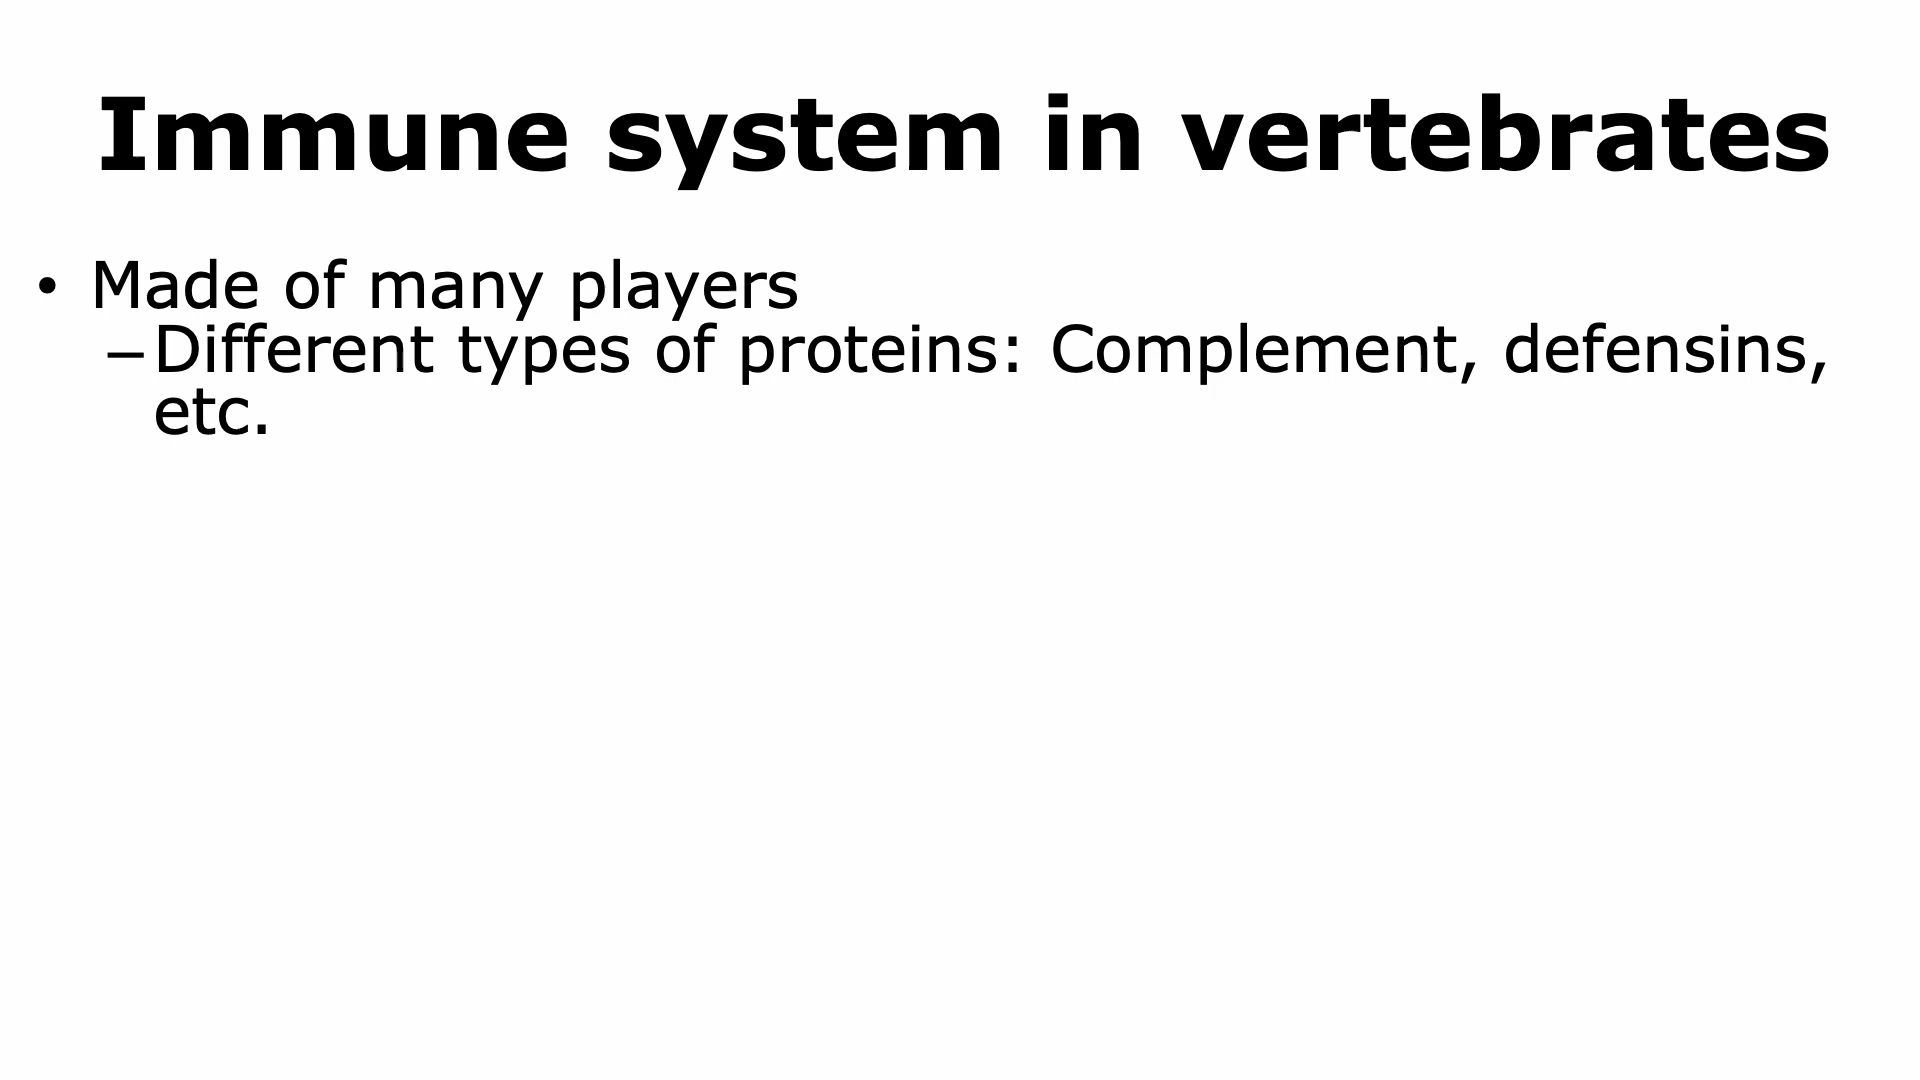 Immune system in vertebrates
• Made of many players
–Different types of proteins: Complement, defensins,
etc.